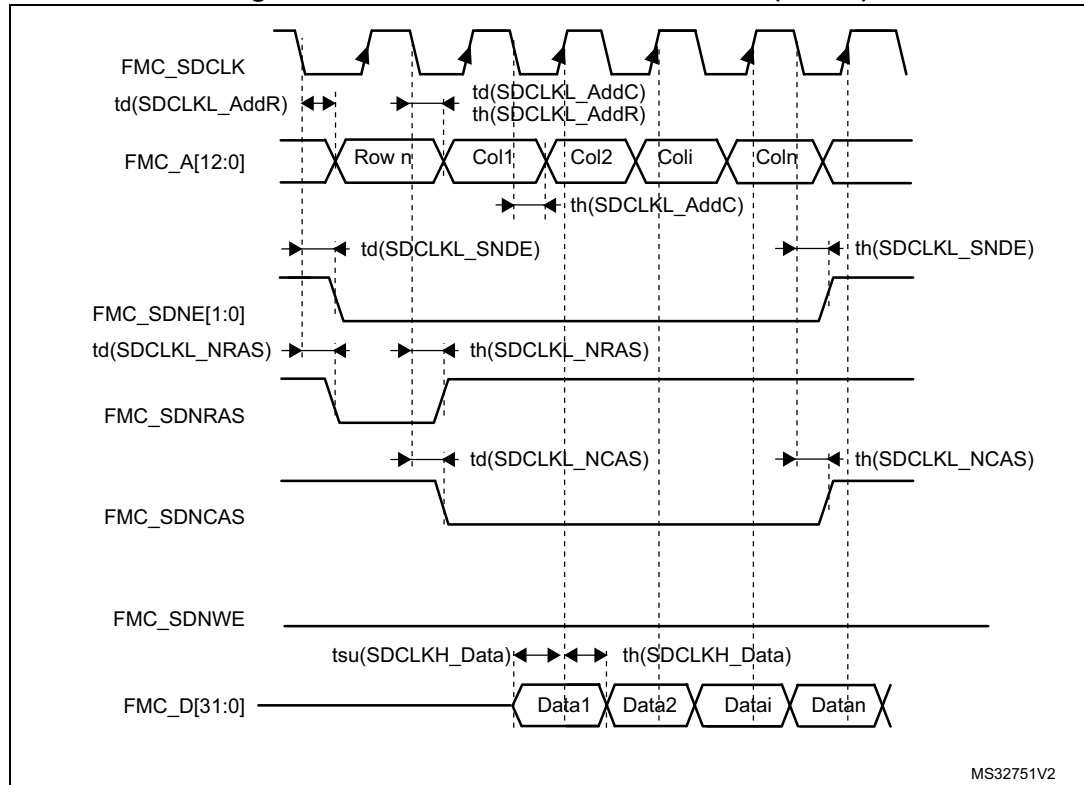 FMC_SDCLK
td(SDCLKL_AddR)
td(SDCLKL_AddC)
th(SDCLKL_AddR)
FMC_A[12:0]
Row n
Col1
Col2
Coli
Coln
th(SDCLKL_AddC)
td(SDCLKL_SNDE)
th(SDCLKL_SNDE)
FMC_SDNE[1:0]
td(SDCLKL_NRAS)
th(SDCLKL_NRAS)
FMC_SDNRAS
td(SDCLKL_NCAS)
th(SDCLKL_NCAS)
FMC_SDNCAS
FMC_SDNWE
tsu(SDCLKH_Data)
th(SDCLKH_Data)
FMC_D[31:0]
Data1
Data2
Datai
Datan
MS32751V2